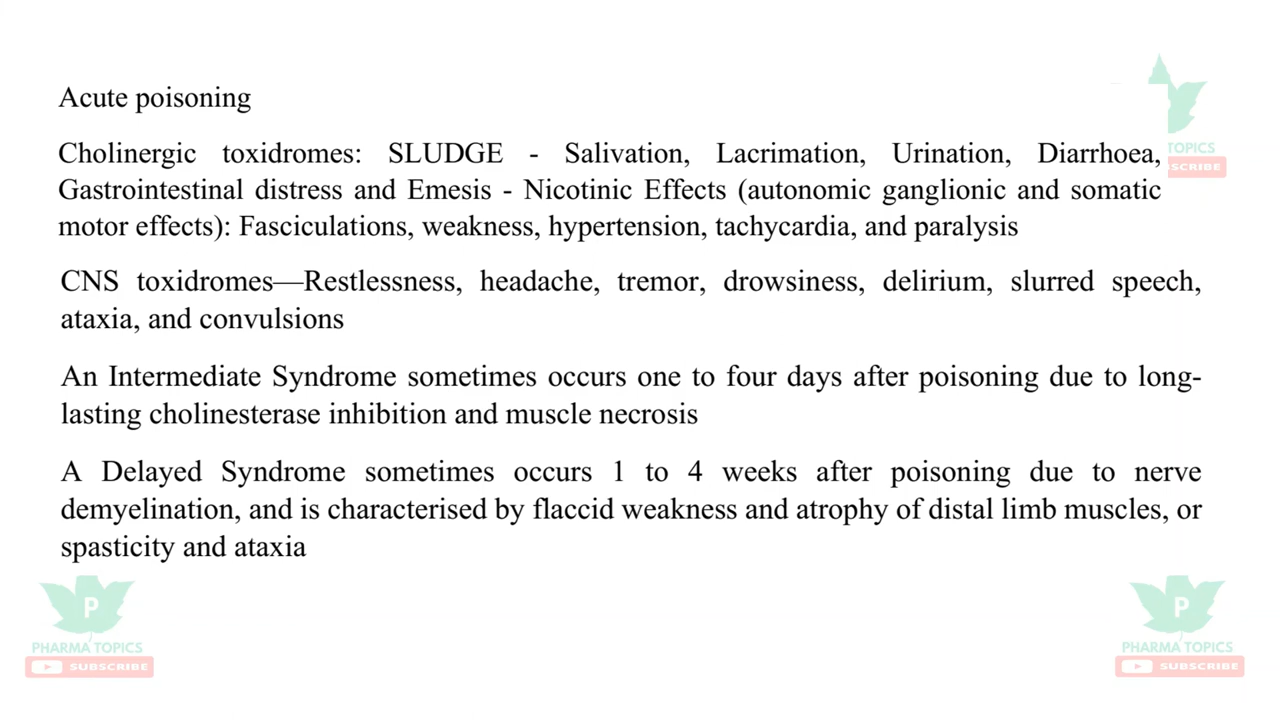 Acute poisoning
Cholinergic toxidromes: SLUDGE - Salivation, Lacrimation, Urination, Diarrhoea,
Gastrointestinal distress and Emesis - Nicotinic Effects (autonomic ganglionic and somatic
motor effects): Fasciculations, weakness, hypertension, tachycardia, and paralysis
CNS toxidromes—Restlessness, headache, tremor, drowsiness, delirium, slurred speech,
ataxia, and convulsions
An Intermediate Syndrome sometimes occurs one to four days after poisoning due to long-
lasting cholinesterase inhibition and muscle necrosis
A Delayed Syndrome sometimes occurs 1 to 4 weeks after poisoning due to nerve
demyelination, and is characterised by flaccid weakness and atrophy of distal limb muscles, or
spasticity and ataxia
TOPICS
SCRIBE
P
PHARMA TOPICS
SUBSCRIBE
P
PHARMA TOPICS
SUBSCRIBE